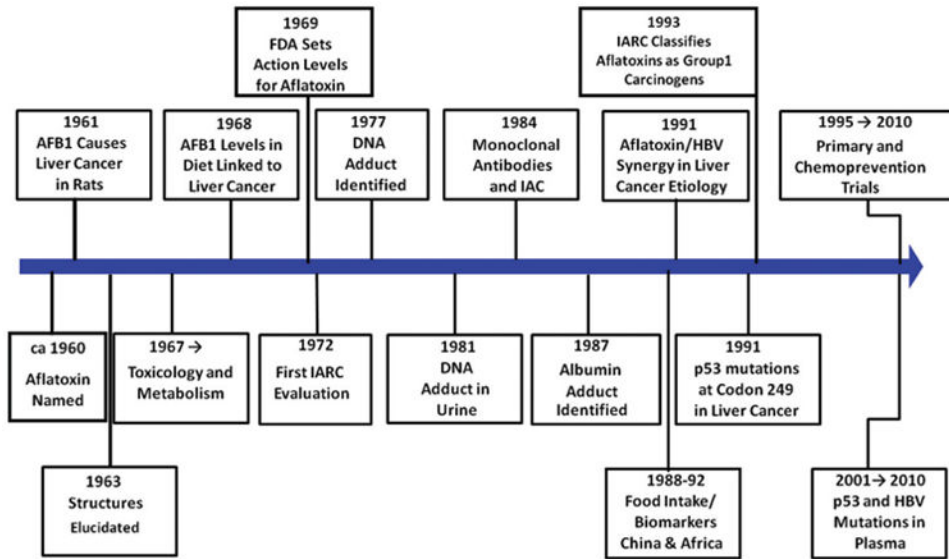 1969
FDA Sets
Action Levels
for Aflatoxin
1993
IARC Classifies
Aflatoxins as Group1
Carcinogens
1961
AFB1 Causes
Liver Cancer
in Rats
1968
AFB1 Levels in
Diet Linked to
Liver Cancer
1977
DNA
Adduct
Identified
1984
Monoclonal
Antibodies
and IAC
1991
Aflatoxin/HBV
Synergy in Liver
Cancer Etiology
1995 → 2010
Primary and
Chemoprevention
Trials
ca 1960
Aflatoxin
Named
1967 →
Toxicology and
Metabolism
1972
First IARC
Evaluation
1981
DNA
Adduct in
Urine
1987
Albumin
Adduct
Identified
1991
p53 mutations
at Codon 249
in Liver Cancer
1963
Structures
Elucidated
1988-92
Food Intake/
Biomarkers
China & Africa
2001 → 2010
p53 and HBV
Mutations in
Plasma